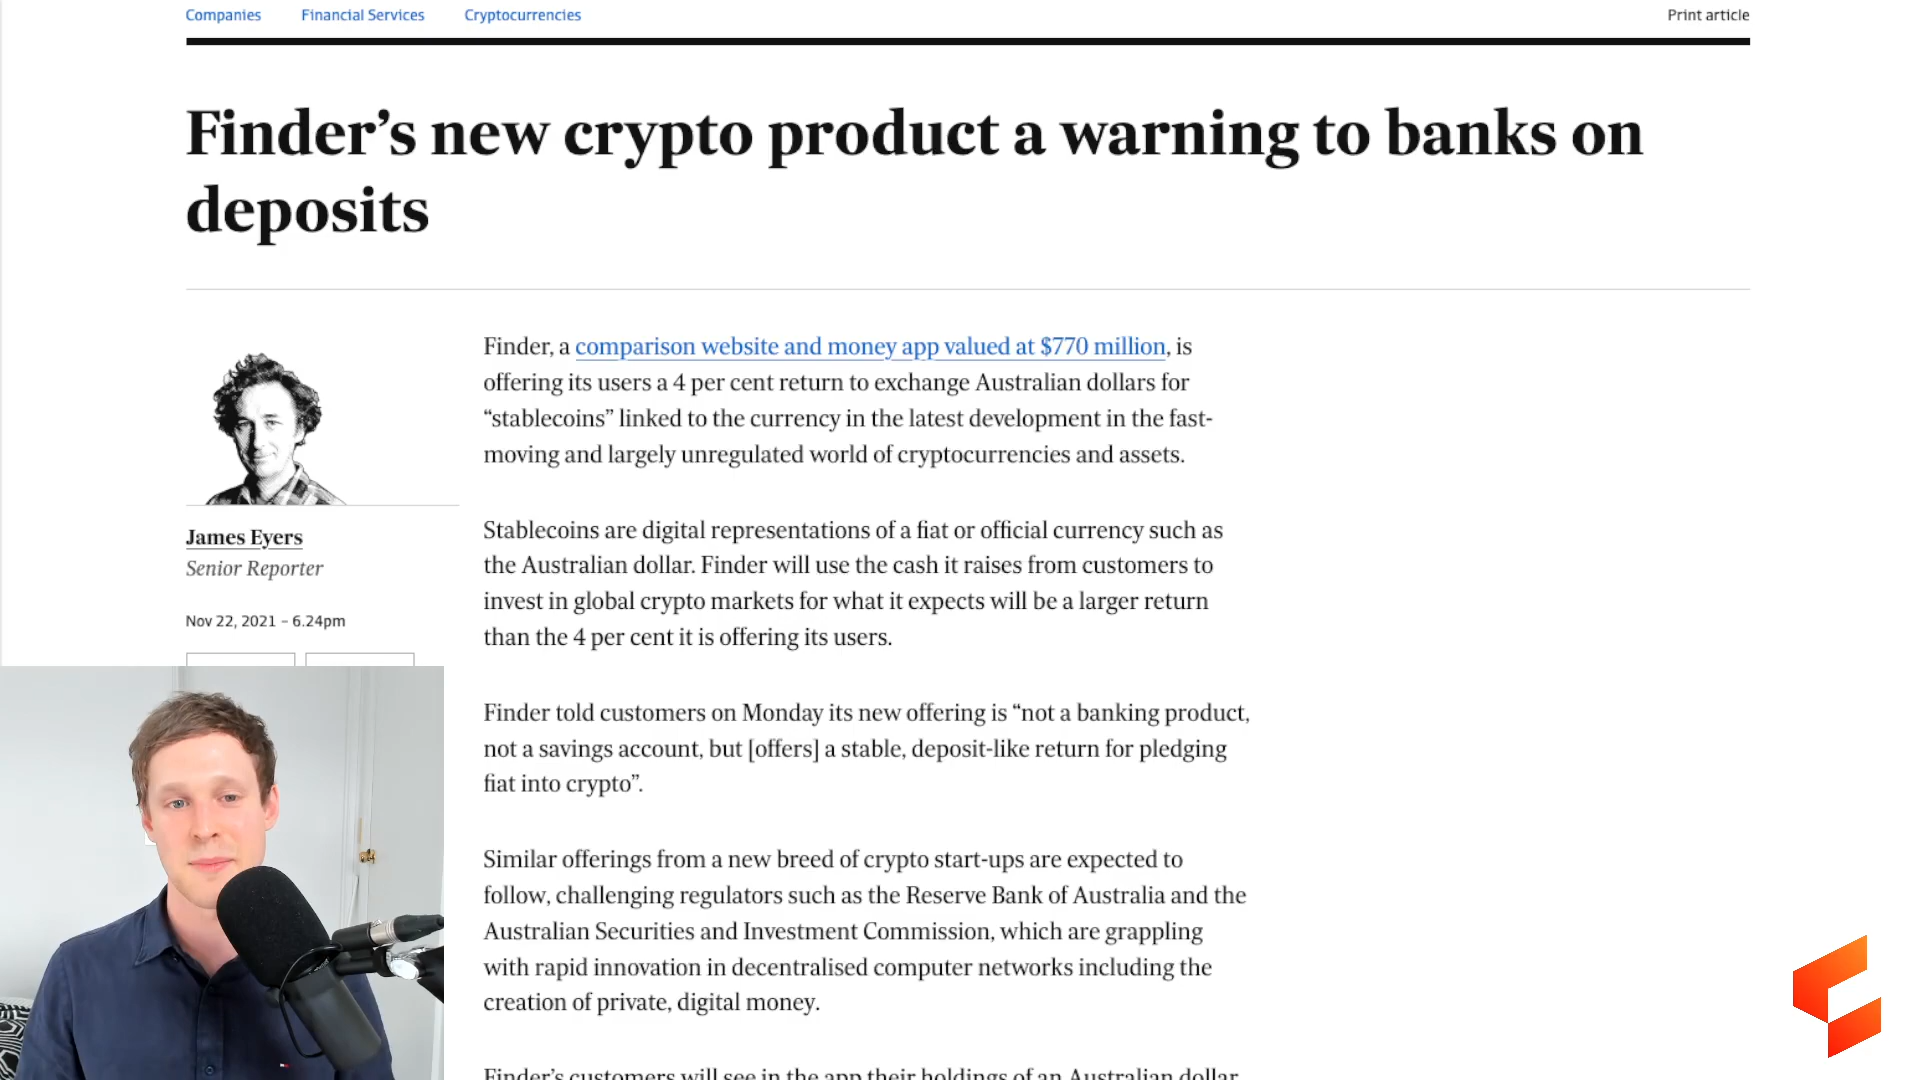 Companies Financial Services Cryptocurrencies Print article
Finder’s new crypto product a warning to banks on
deposits
James Eyers
Senior Reporter
Nov 22, 2021 – 6.24pm
Finder, a comparison website and money app valued at $770 million, is
offering its users a 4 per cent return to exchange Australian dollars for
“stablecoins” linked to the currency in the latest development in the fast-
moving and largely unregulated world of cryptocurrencies and assets.
Stablecoins are digital representations of a fiat or official currency such as
the Australian dollar. Finder will use the cash it raises from customers to
invest in global crypto markets for what it expects will be a larger return
than the 4 per cent it is offering its users.
Finder told customers on Monday its new offering is “not a banking product,
not a savings account, but [offers] a stable, deposit-like return for pledging
fiat into crypto”.
Similar offerings from a new breed of crypto start-ups are expected to
follow, challenging regulators such as the Reserve Bank of Australia and the
Australian Securities and Investment Commission, which are grappling
with rapid innovation in decentralised computer networks including the
creation of private, digital money.
Finder’s customers will see in the app their holdings of an Australian dollar